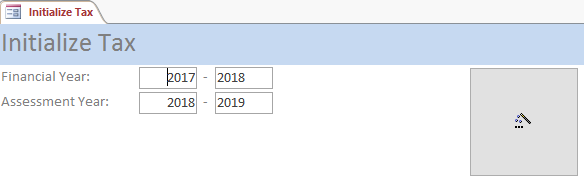 Initialize Tax
Initialize Tax
Financial Year: 2017 - 2018
Assessment Year: 2018 - 2019